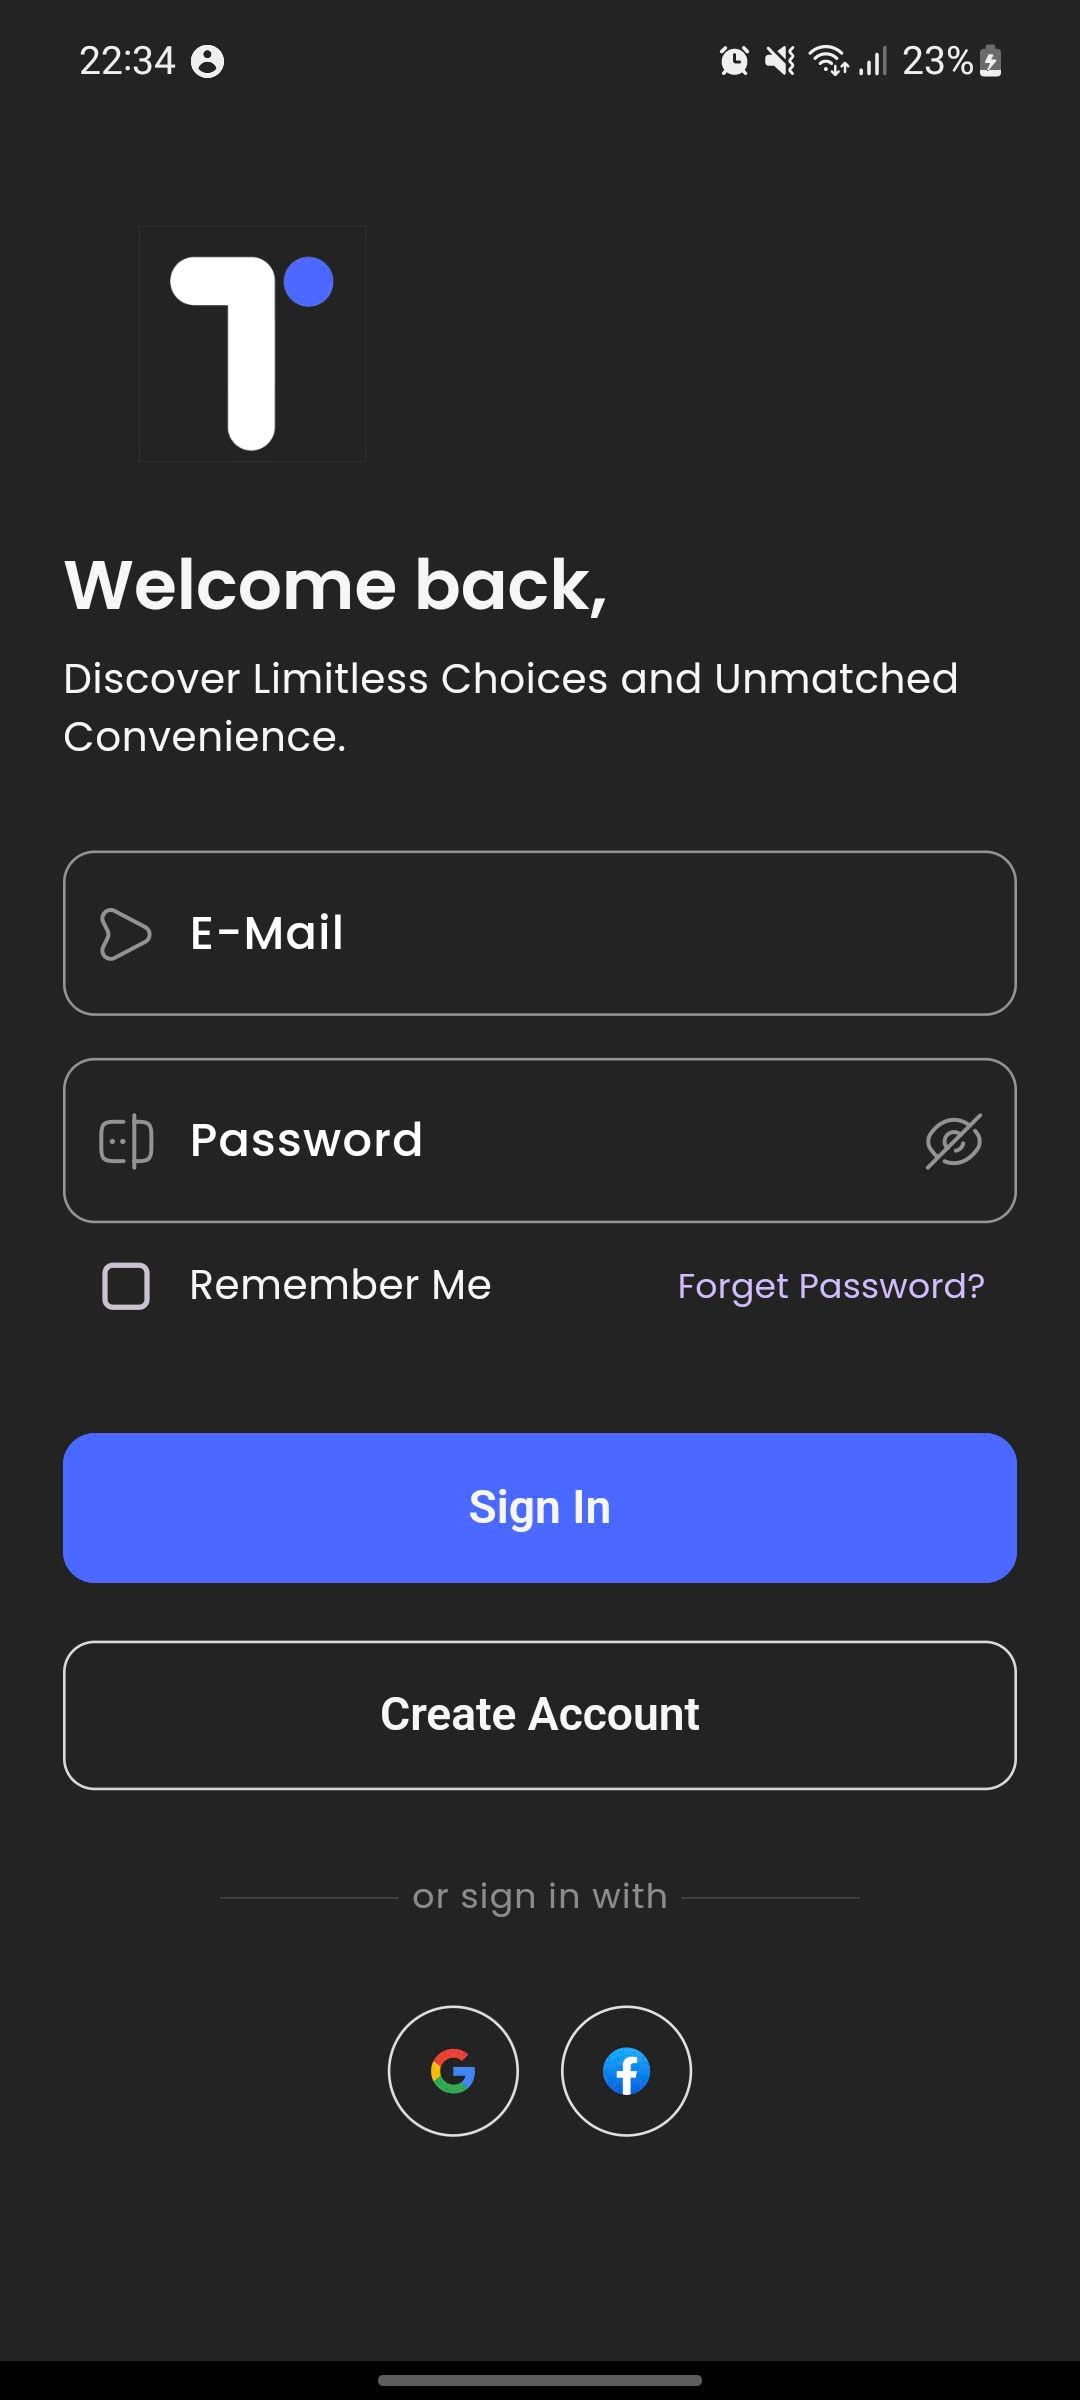 22:34 23%
Welcome back,
Discover Limitless Choices and Unmatched
Convenience.
E-Mail
Password
Remember Me Forget Password?
Sign In
Create Account
or sign in with